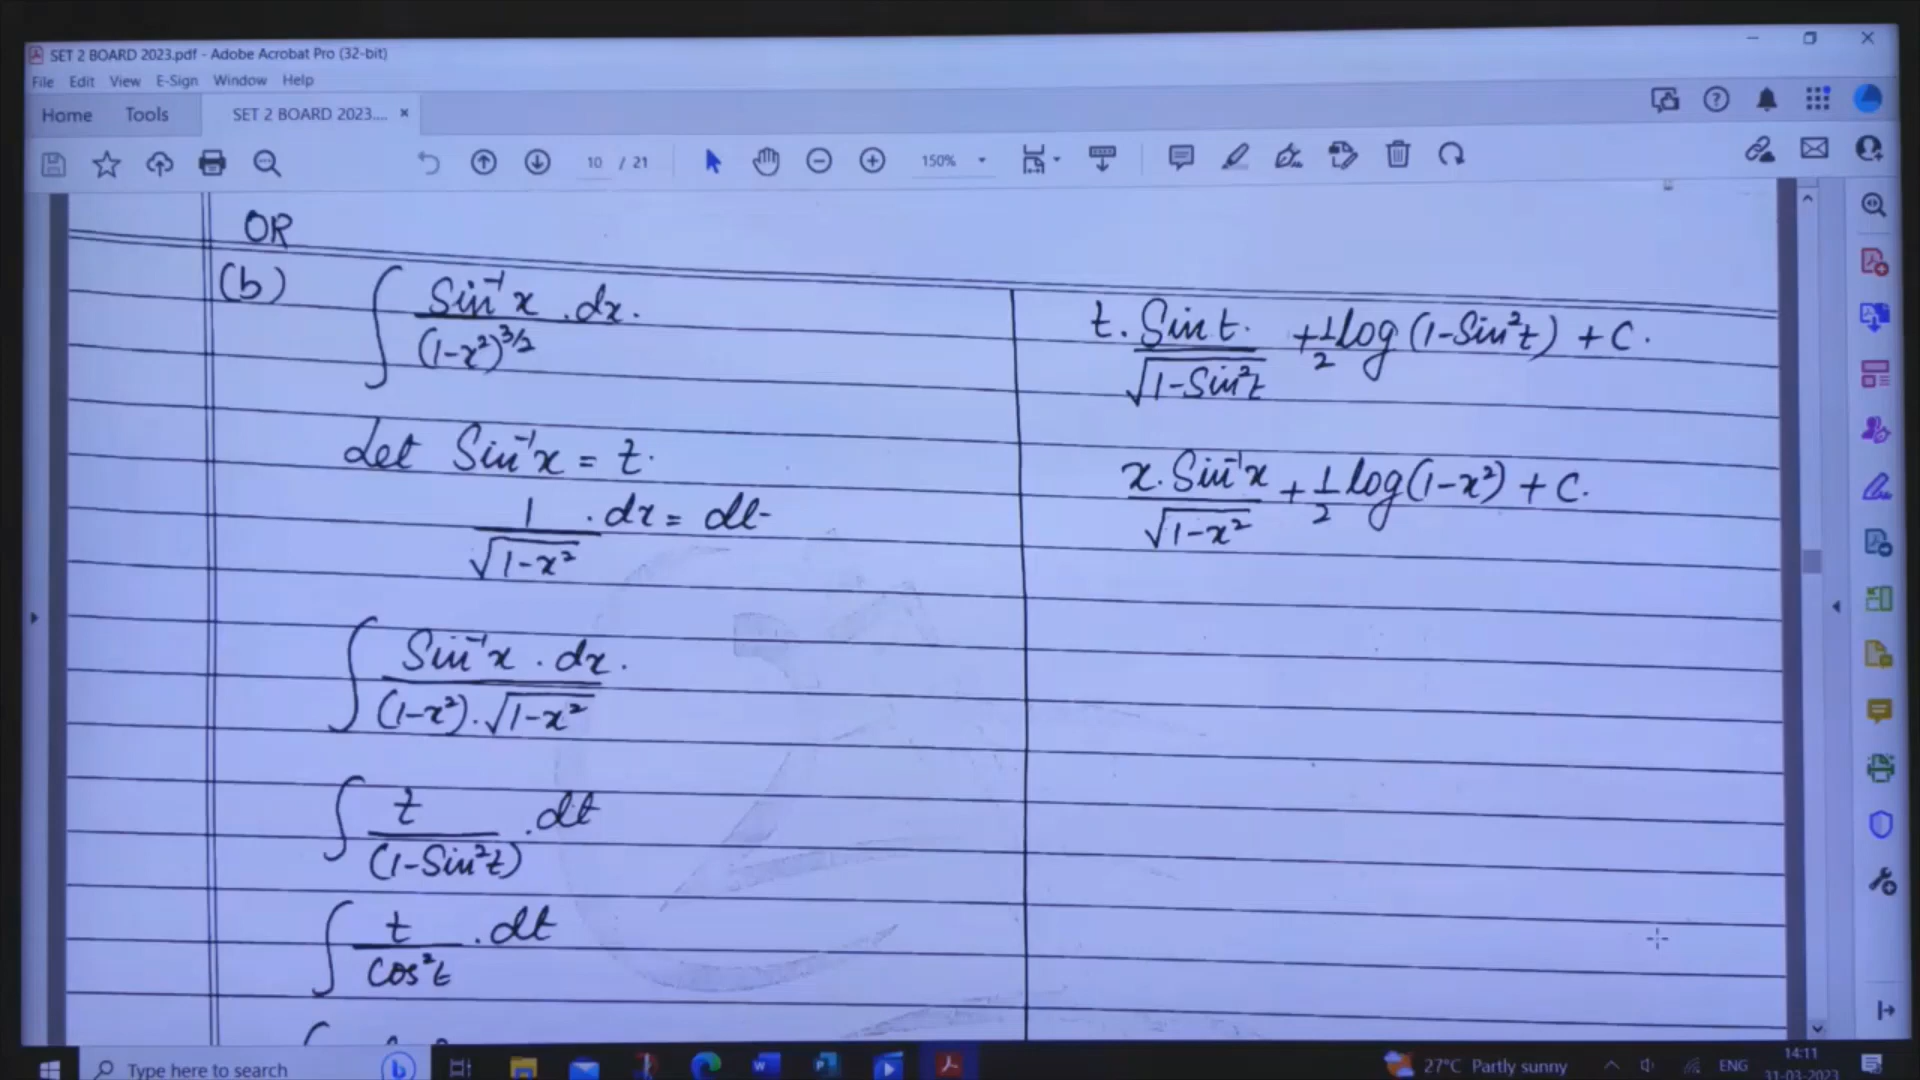 SET 2 BOARD 2023.pdf - Adobe Acrobat Pro (32-bit)
File Edit View E-Sign Window Help
Home Tools SET 2 BOARD 2023.... ×
10 / 21 150%
OR
(b) ∫ Sin⁻¹x . dx.
(1-x²)^3/2
Let Sin⁻¹x = t.
1/√1-x² . dx = dt
∫ Sin⁻¹x . dx.
(1-x²).√1-x²
∫ t . dt
(1-Sin²t)
∫ t . dt
Cos²t
t. Sin t. / √1-Sin²t + 1/2 log (1-Sin²t) + C.
x. Sin⁻¹x / √1-x² + 1/2 log(1-x²) + C.
Type here to search
27°C Partly sunny ENG 14:11
31-03-2023